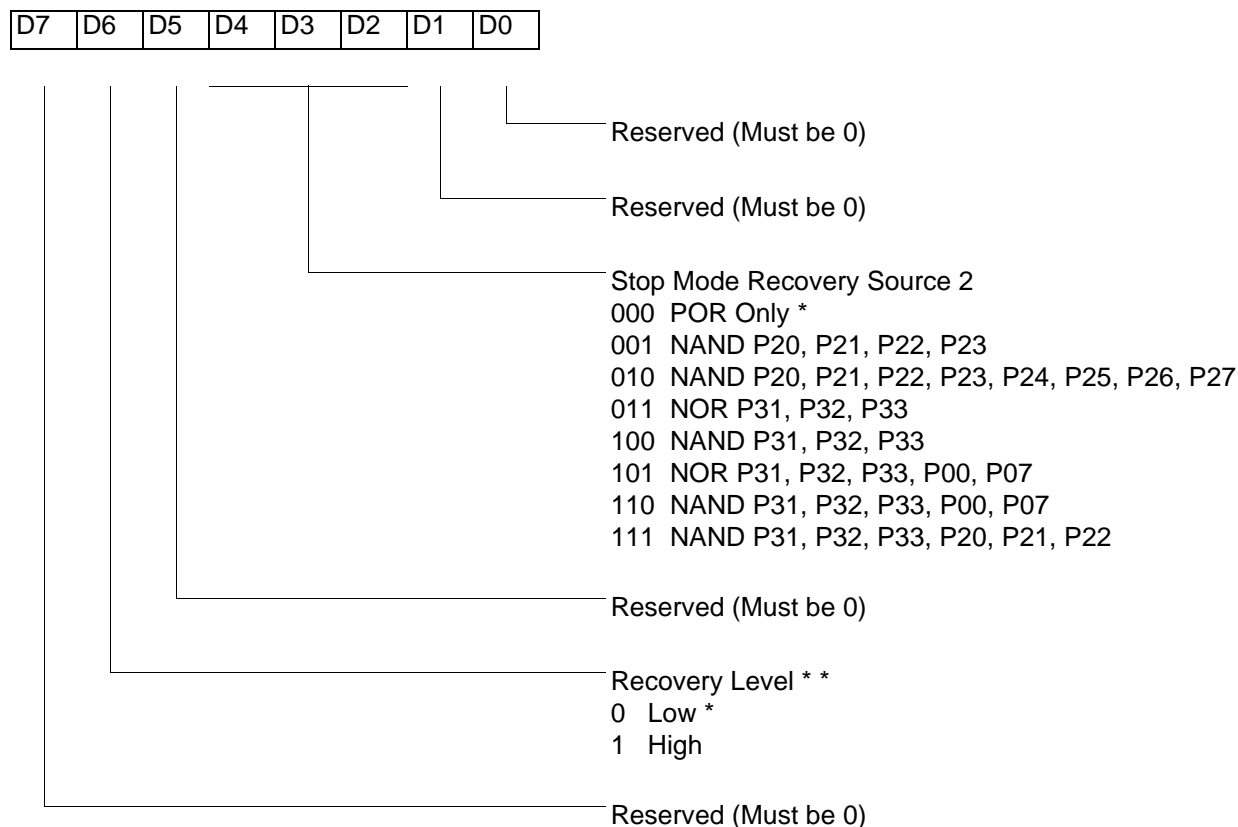 D7 D6 D5 D4 D3 D2 D1 D0
Reserved (Must be 0)
Reserved (Must be 0)
Stop Mode Recovery Source 2
000 POR Only *
001 NAND P20, P21, P22, P23
010 NAND P20, P21, P22, P23, P24, P25, P26, P27
011 NOR P31, P32, P33
100 NAND P31, P32, P33
101 NOR P31, P32, P33, P00, P07
110 NAND P31, P32, P33, P00, P07
111 NAND P31, P32, P33, P20, P21, P22
Reserved (Must be 0)
Recovery Level * *
0 Low *
1 High
Reserved (Must be 0)